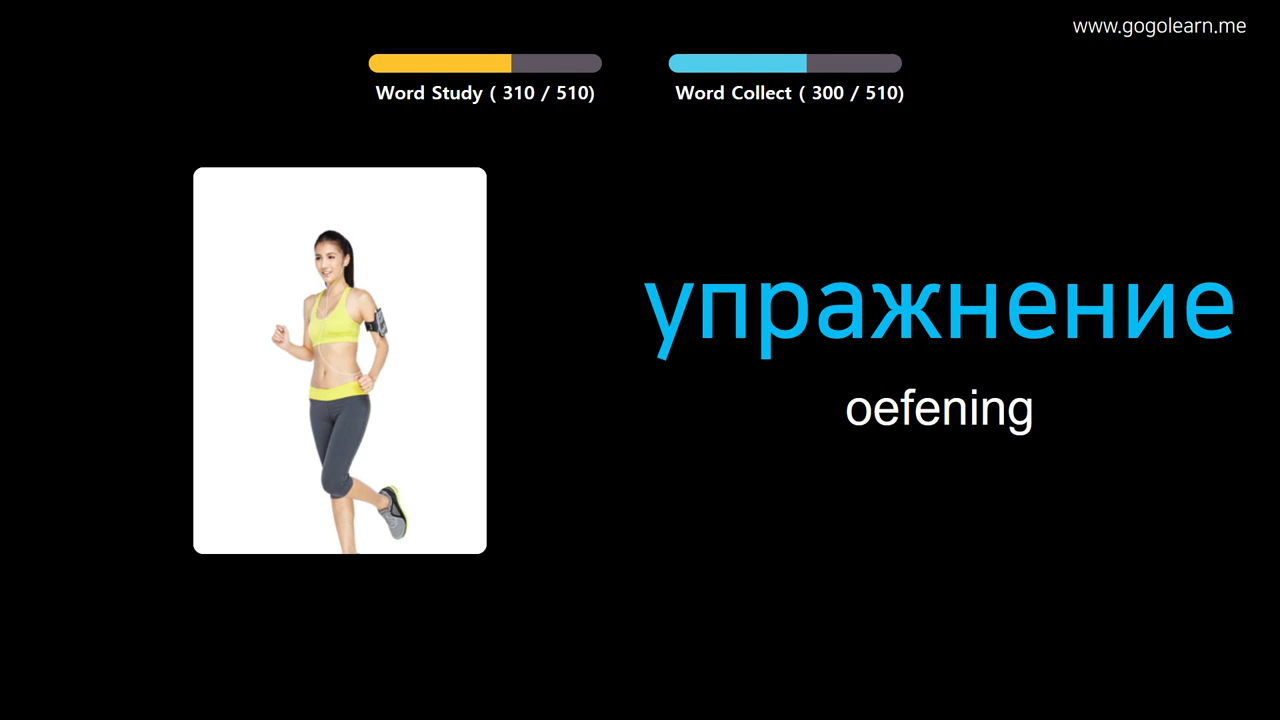 www.gogolearn.me
Word Study ( 310 / 510)
Word Collect ( 300 / 510)
упражнение
oefening